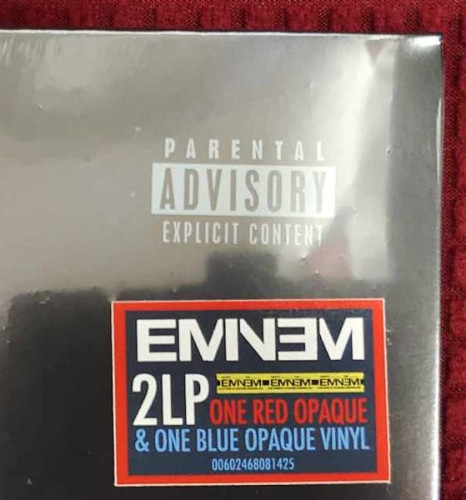 PARENTAL
ADVISORY
EXPLICIT CONTENT
EMINEM
2LP
EMINEM EMINEM EMINEM
ONE RED OPAQUE
& ONE BLUE OPAQUE VINYL
00602468081425